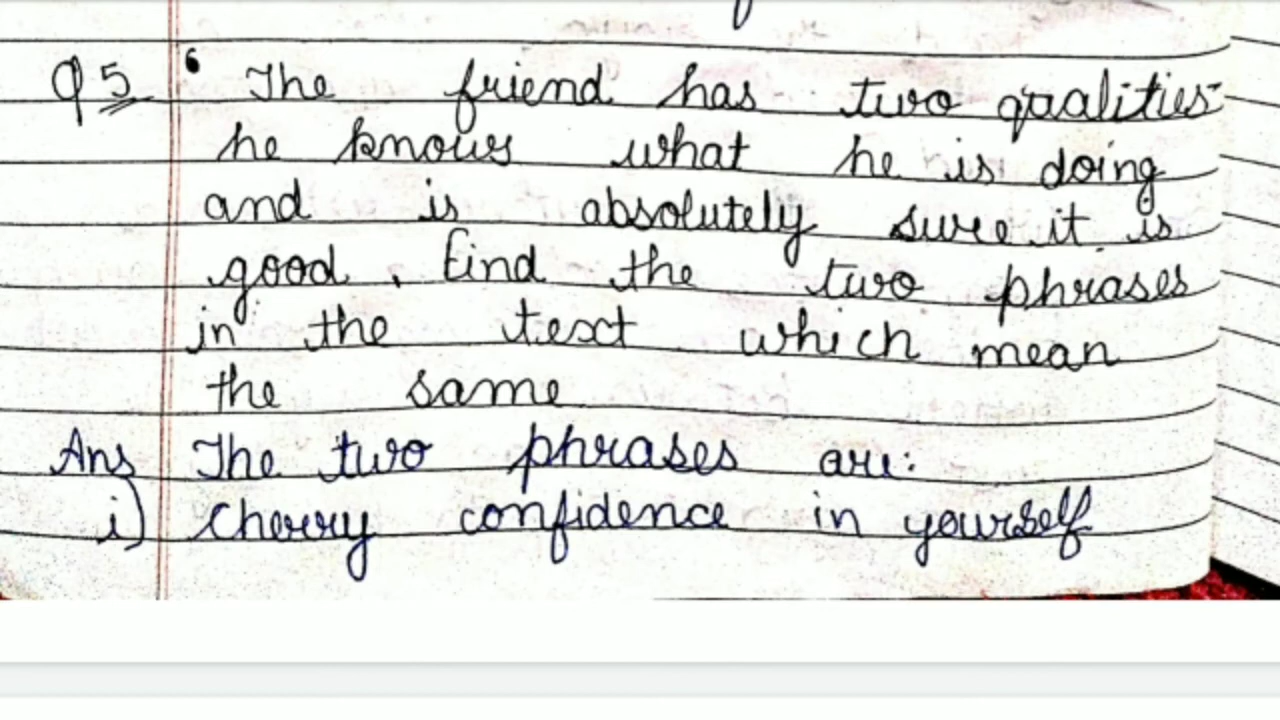 Q5 The friend has two qualities
he knows what he is doing
and is absolutely sure it is
good. Find the two phrases
in the text which mean
the same
Ans The two phrases are:
i) Cherry confidence in yourself